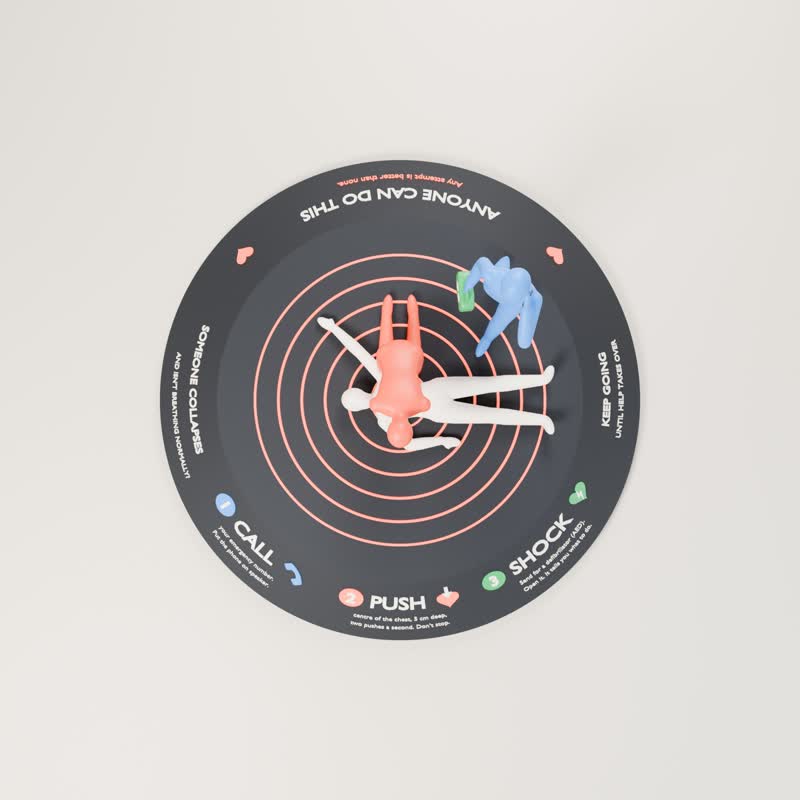 SOMEONE COLLAPSES
AND ISN'T BREATHING NORMALLY?
1 CALL
your emergency number.
Put the phone on speaker.
2 PUSH
centre of the chest, 5 cm deep,
two pushes a second. Don't stop.
3 SHOCK
Send for a defibrillator (AED).
Open it. It tells you what to do.
KEEP GOING
UNTIL HELP TAKES OVER
ANYONE CAN DO THIS
Any attempt is better than none.